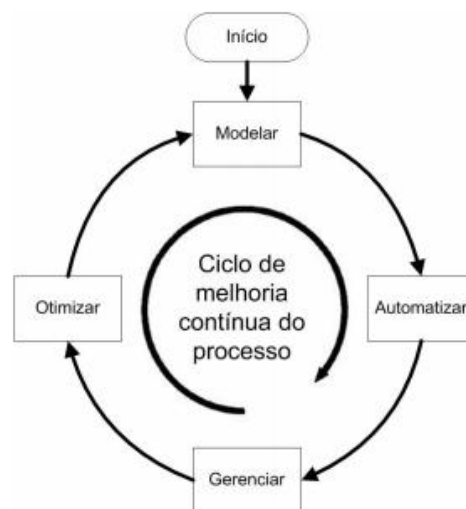 Início
Modelar
Ciclo de
melhoria
contínua do
processo
Otimizar
Automatizar
Gerenciar